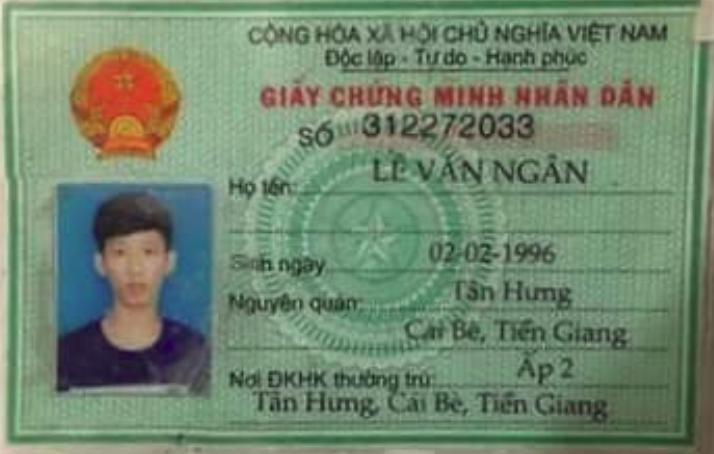 CỘNG HÒA XÃ HỘI CHỦ NGHĨA VIỆT NAM
Độc lập - Tự do - Hạnh phúc
GIẤY CHỨNG MINH NHÂN DÂN
SỐ 312272033
Họ tên: LÊ VĂN NGÂN
Sinh ngày 02-02-1996
Nguyên quán: Tân Hưng
Cái Bè, Tiền Giang
Nơi ĐKHK thường trú: Ấp 2
Tân Hưng, Cái Bè, Tiền Giang